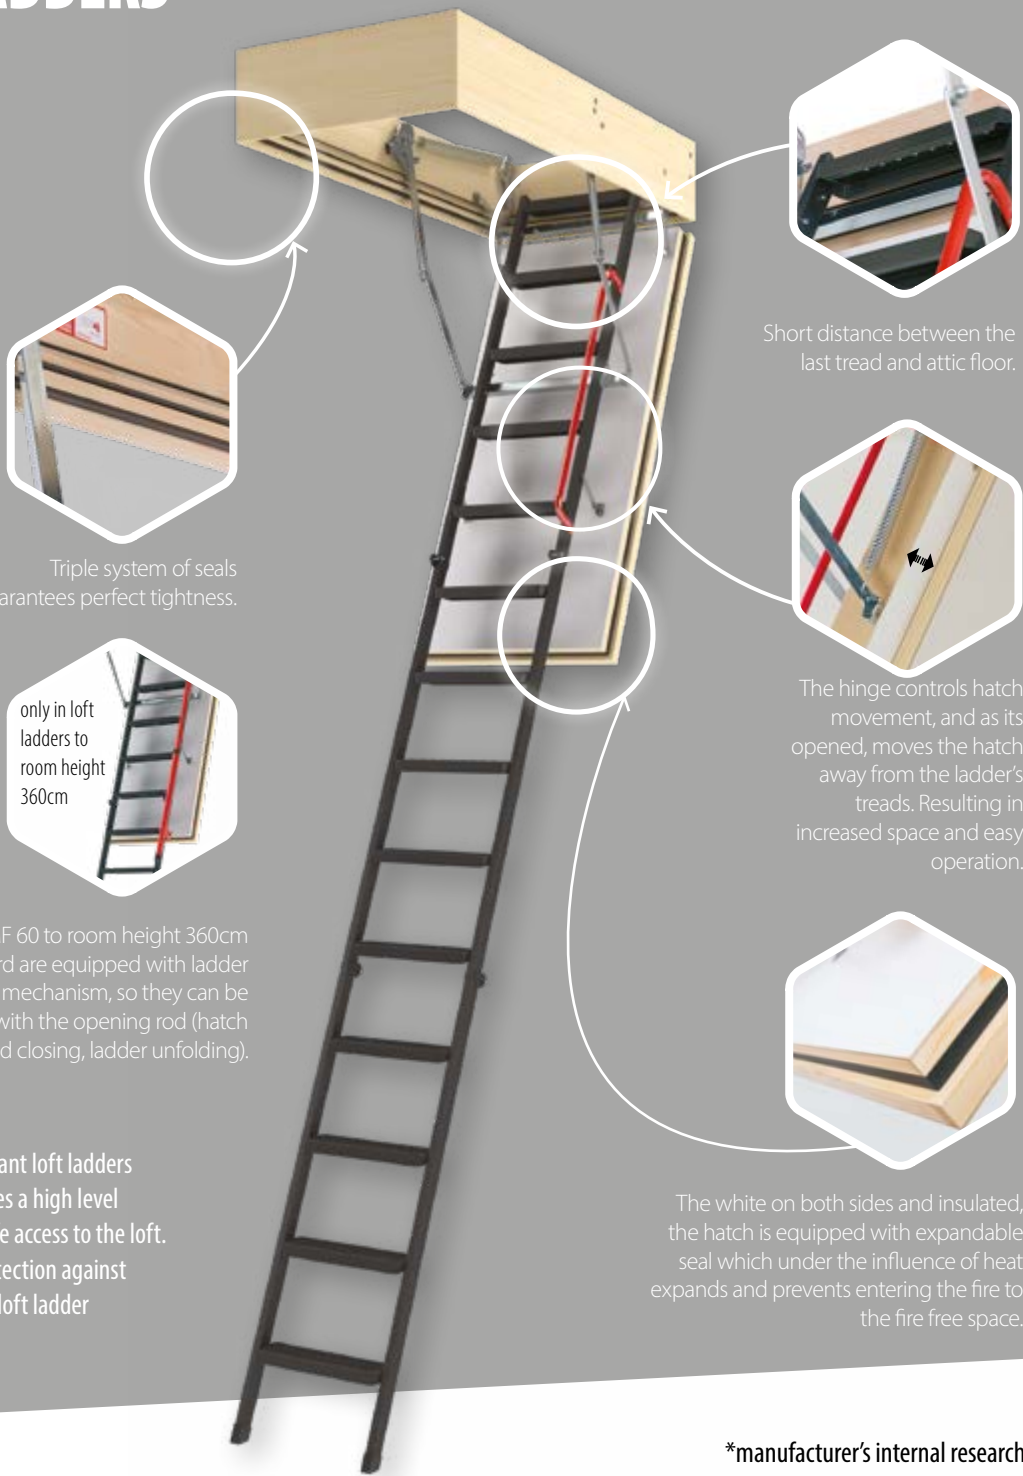 ADDERS
Short distance between the
last tread and attic floor.
Triple system of seals
arantees perfect tightness.
only in loft
ladders to
room height
360cm
The hinge controls hatch
movement, and as its
opened, moves the hatch
away from the ladder's
treads. Resulting in
increased space and easy
operation.
F 60 to room height 360cm
rd are equipped with ladder
mechanism, so they can be
with the opening rod (hatch
d closing, ladder unfolding).
ant loft ladders
es a high level
e access to the loft.
tection against
loft ladder
The white on both sides and insulated,
the hatch is equipped with expandable
seal which under the influence of heat
expands and prevents entering the fire to
the fire free space.
*manufacturer's internal research